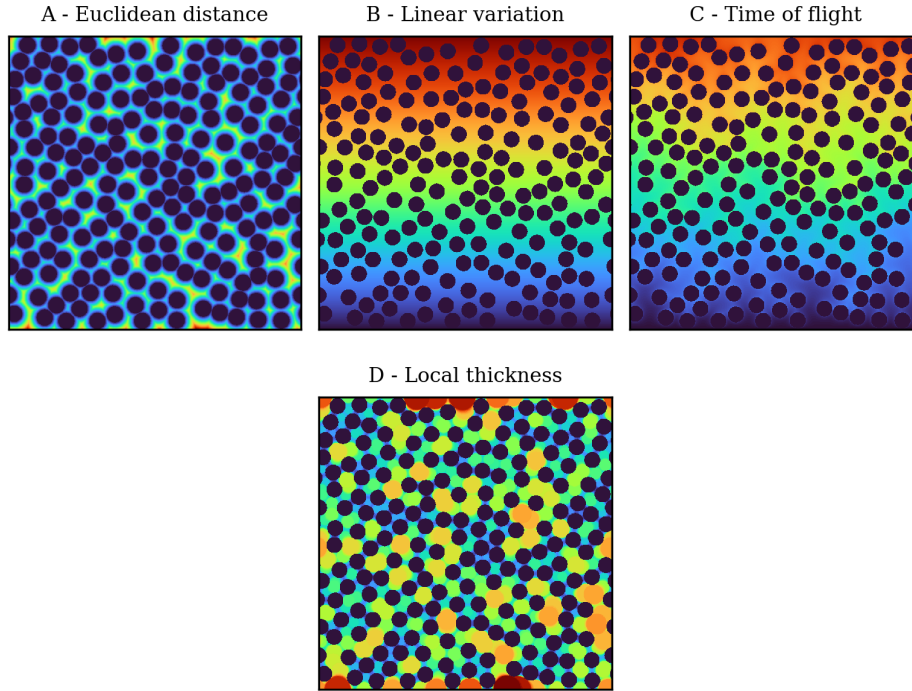 A - Euclidean distance
B - Linear variation
C - Time of flight
D - Local thickness